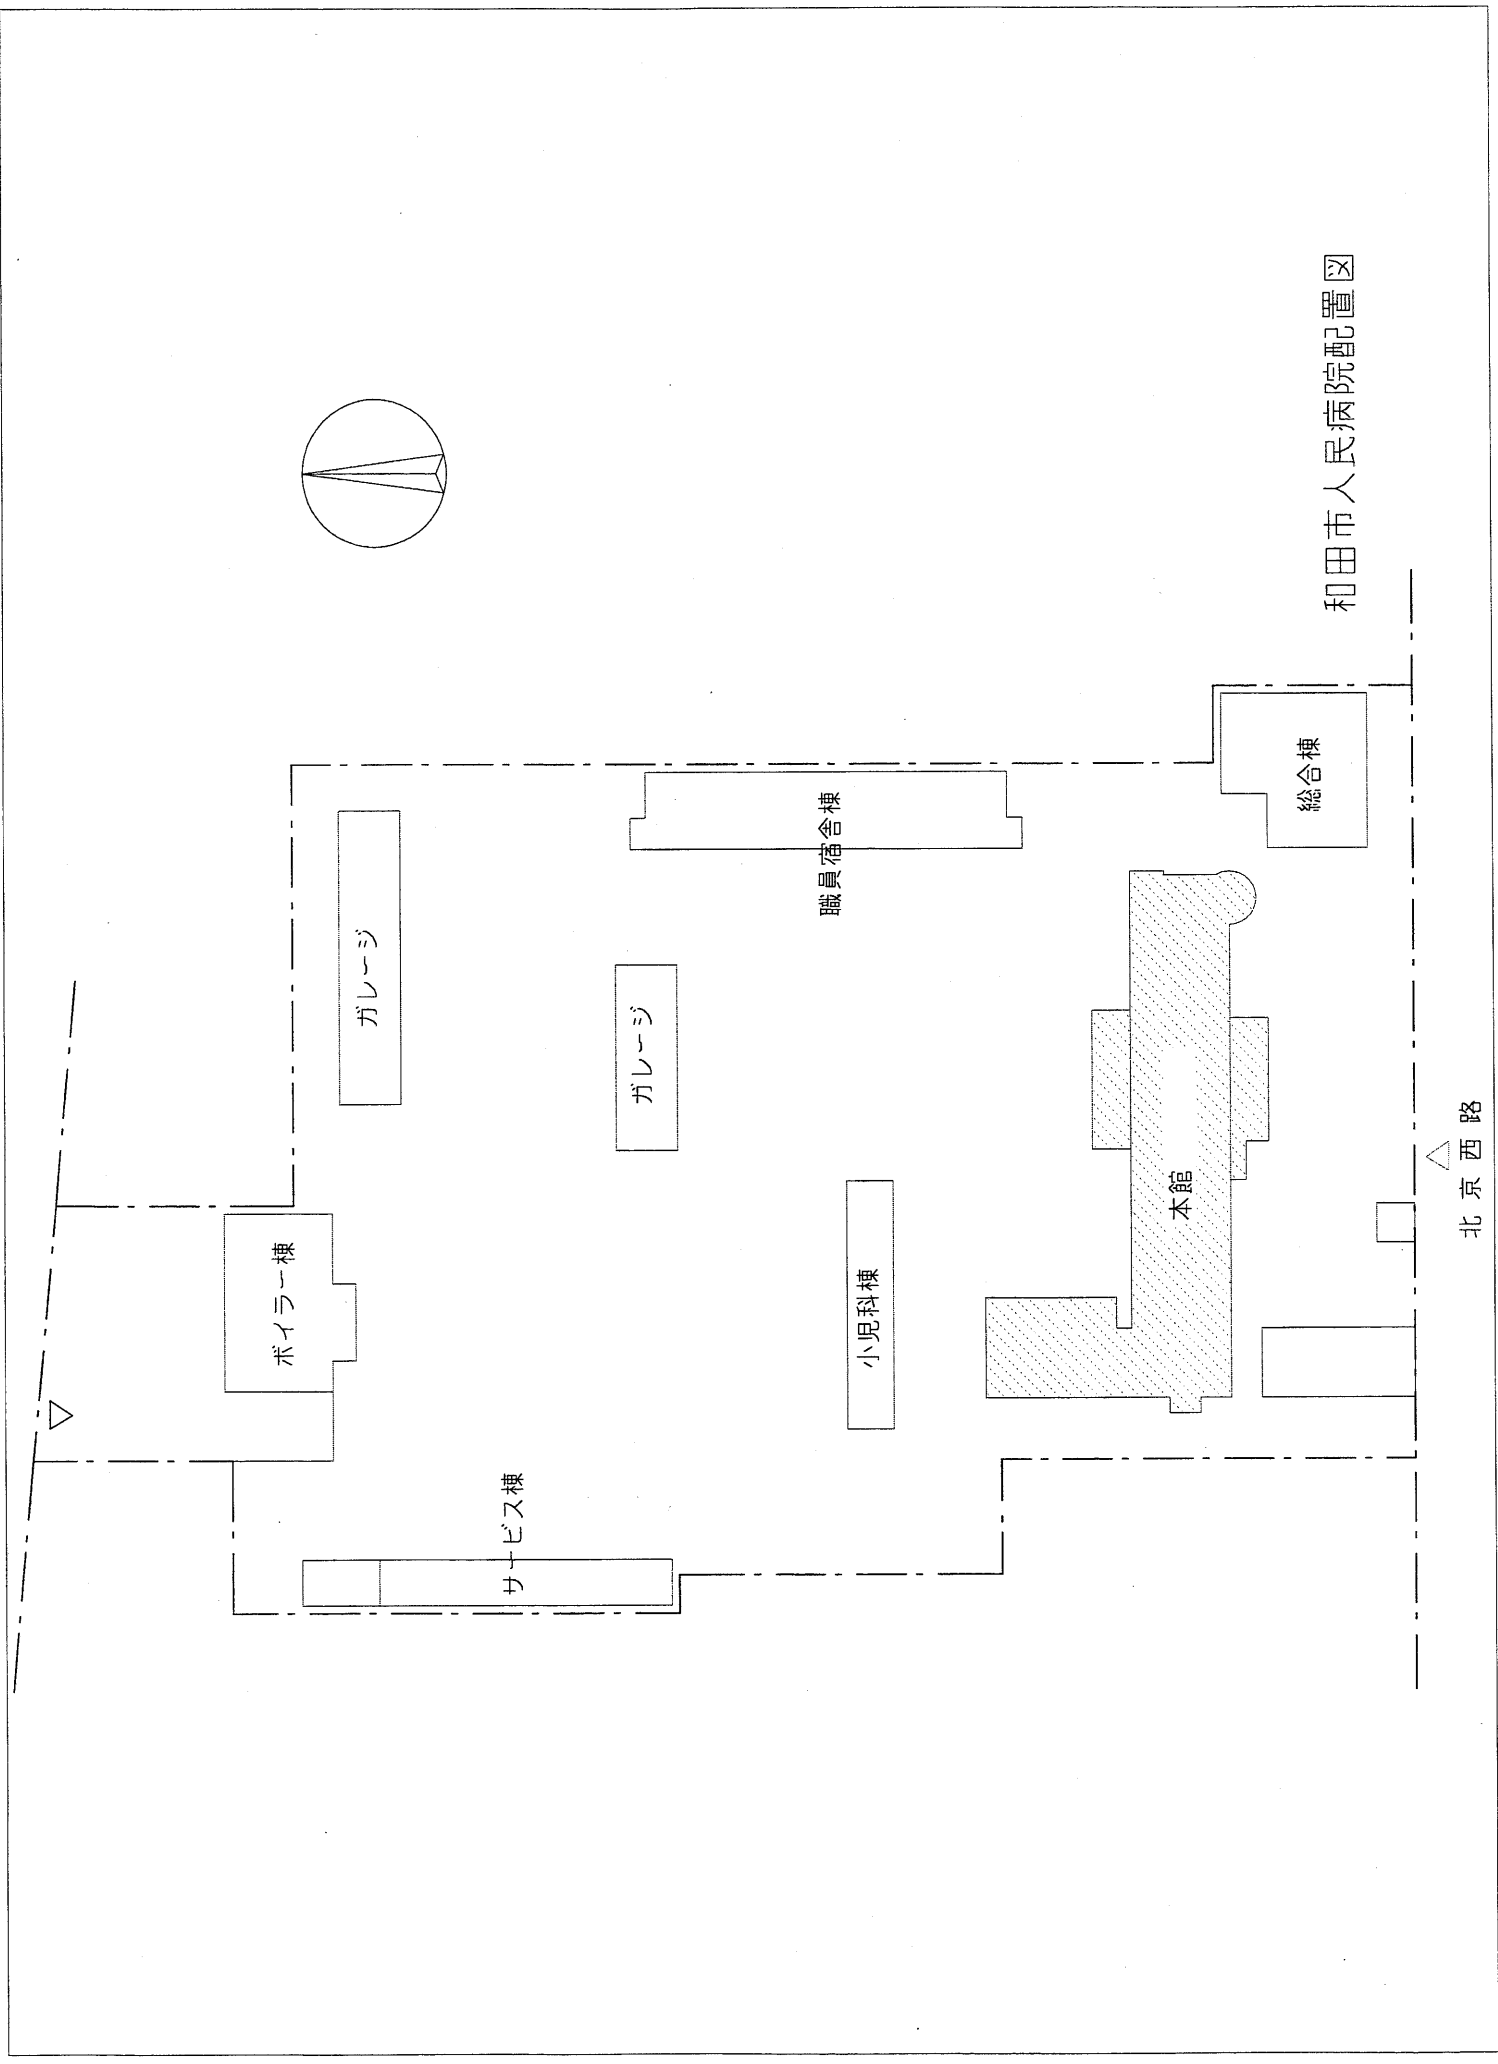 ボイラー棟
ガレージ
サービス棟
ガレージ
小児科棟
職員宿舎棟
本館
総合棟
北京西路
和田市人民病院配置図